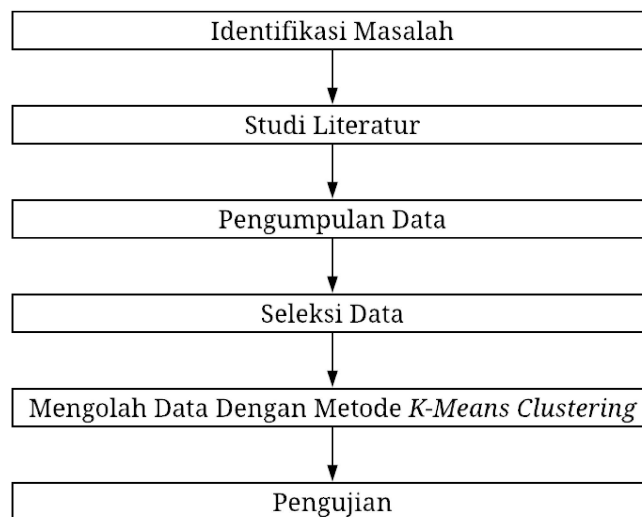 Identifikasi Masalah
Studi Literatur
Pengumpulan Data
Seleksi Data
Mengolah Data Dengan Metode K-Means Clustering
Pengujian